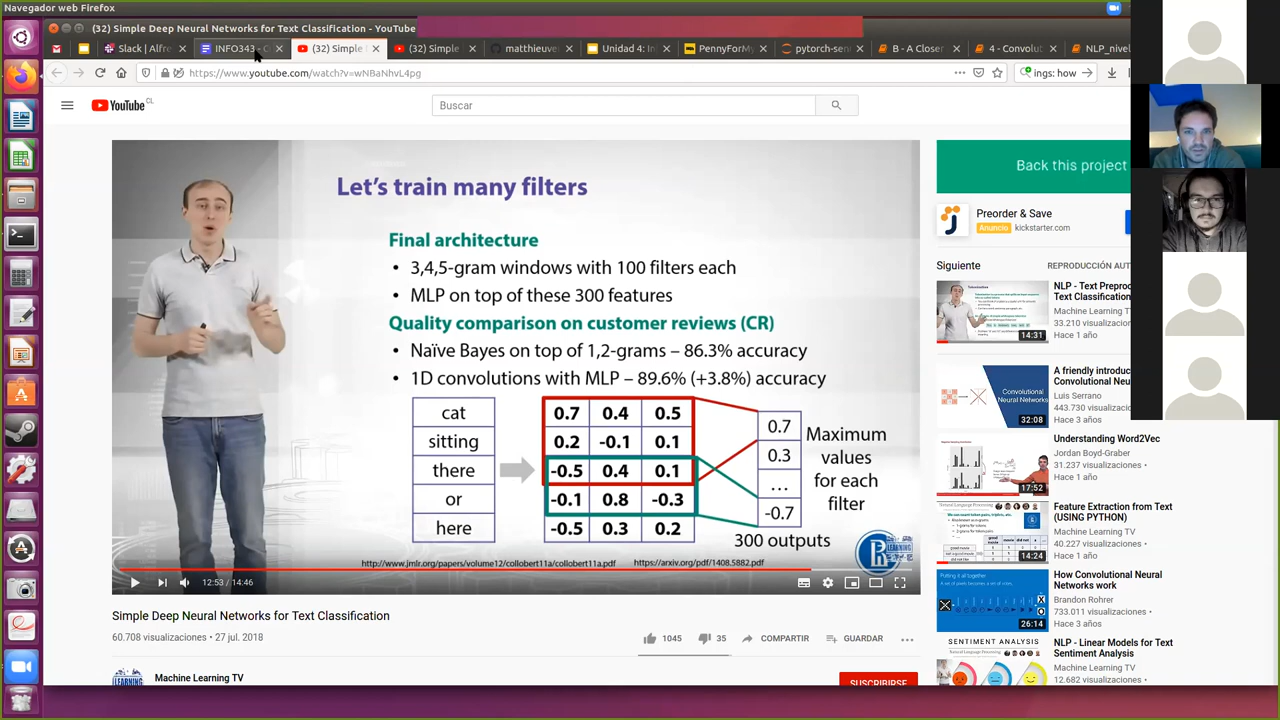 Navegador web Firefox
(32) Simple Deep Neural Networks for Text Classification - YouTube
Slack | Alfre
INFO343
(32) Simple
(32) Simple
matthieuver
Unidad 4:
PennyForMy
pytorch-sen
B - A Closer
4 - Convolut
NLP_nivel
https://www.youtube.com/watch?v=wNBaNhvL4pg
ings: how
YouTube CL
Buscar
Let's train many filters
Final architecture
• 3,4,5-gram windows with 100 filters each
• MLP on top of these 300 features
Quality comparison on customer reviews (CR)
• Naïve Bayes on top of 1,2-grams – 86.3% accuracy
• 1D convolutions with MLP – 89.6% (+3.8%) accuracy
cat 0.7 0.4 0.5
sitting 0.2 -0.1 0.1
there -0.5 0.4 0.1
or -0.1 0.8 -0.3
here -0.5 0.3 0.2
0.7
0.3
...
-0.7
Maximum
values
for each
filter
300 outputs
http://www.jmlr.org/papers/volume12/collobert11a/collobert11a.pdf
https://arxiv.org/pdf/1408.5882.pdf
12:53 / 14:46
Simple Deep Neural Networks for Text Classification
60.708 visualizaciones • 27 jul. 2018
1045
35
COMPARTIR
GUARDAR
Machine Learning TV
SUSCRIBIRSE
Back this project
Preorder & Save
Anuncio kickstarter.com
Siguiente
REPRODUCCIÓN AUT
NLP - Text Preproc
Text Classification
Machine Learning TV
33.210 visualizacione
Hace 1 año
14:31
A friendly introduc
Convolutional Neu
Luis Serrano
443.730 visualizacion
Hace 3 años
Convolutional
Neural Networks
32:08
Understanding Word2Vec
Jordan Boyd-Graber
31.237 visualizaciones •
Hace 1 año
17:52
Feature Extraction from Text
(USING PYTHON)
Machine Learning TV
40.227 visualizaciones •
Hace 1 año
14:24
How Convolutional Neural
Networks work
Brandon Rohrer
733.011 visualizaciones •
Hace 3 años
Putting it all together
26:14
NLP - Linear Models for Text
Sentiment Analysis
Machine Learning TV
12.682 visualizaciones •
SENTIMENT ANALYSIS